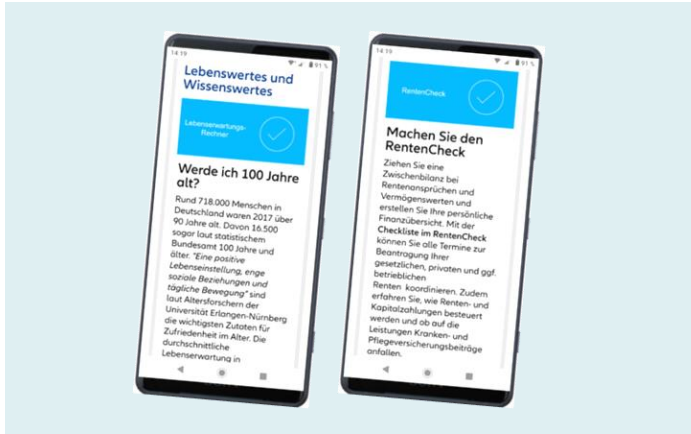 14:19
91 %
Lebenswertes und
Wissenswertes
Lebenserwartungs-
Rechner
Werde ich 100 Jahre
alt?
Rund 718.000 Menschen in
Deutschland waren 2017 über
90 Jahre alt. Davon 16.500
sogar laut statistischem
Bundesamt 100 Jahre und
älter. "Eine positive
Lebenseinstellung, enge
soziale Beziehungen und
tägliche Bewegung" sind
laut Altersforschern der
Universität Erlangen-Nürnberg
die wichtigsten Zutaten für
Zufriedenheit im Alter. Die
durchschnittliche
Lebenserwartung in
14:19
91 %
RentenCheck
Machen Sie den
RentenCheck
Ziehen Sie eine
Zwischenbilanz bei
Rentenansprüchen und
Vermögenswerten und
erstellen Sie Ihre persönliche
Finanzübersicht. Mit der
Checkliste im RentenCheck
können Sie alle Termine zur
Beantragung Ihrer
gesetzlichen, privaten und ggf.
betrieblichen
Renten koordinieren. Zudem
erfahren Sie, wie Renten- und
Kapitalzahlungen besteuert
werden und ob auf die
Leistungen Kranken- und
Pflegeversicherungsbeiträge
anfallen.